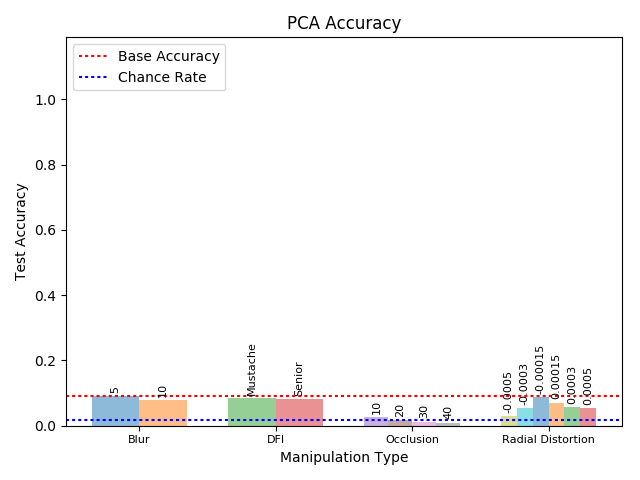 PCA Accuracy
Base Accuracy
Chance Rate
Test Accuracy
1.0
0.8
0.6
0.4
0.2
0.0
5
10
Mustache
Senior
10
20
30
40
-0.0005
-0.0003
-0.00015
0.00015
0.0003
0.0005
Blur
DFI
Occlusion
Radial Distortion
Manipulation Type